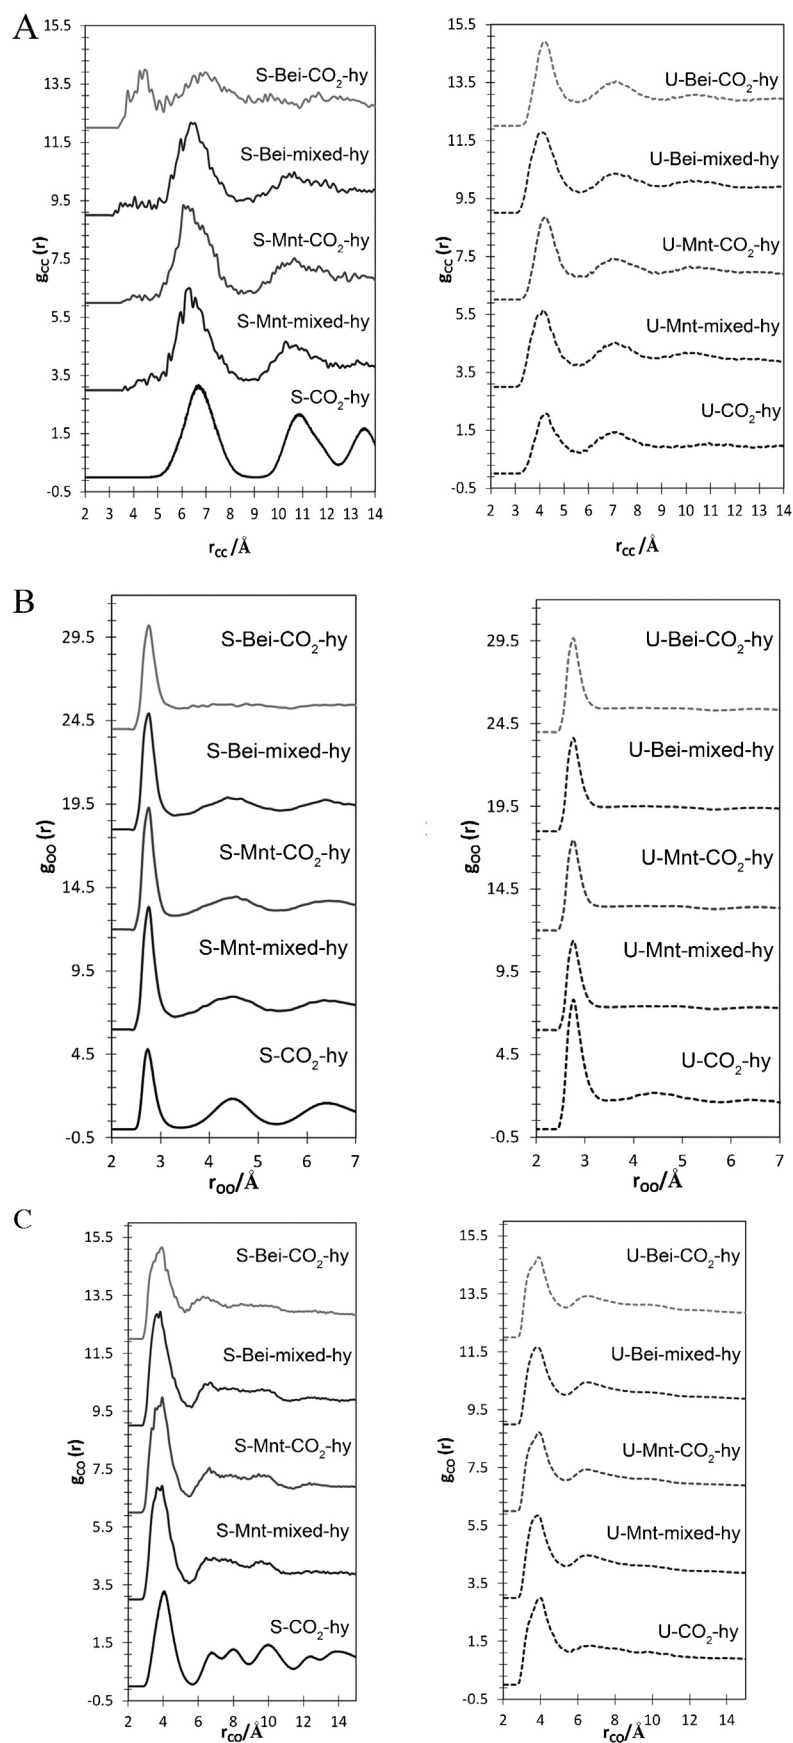 A
15.5
13.5
11.5
9.5
7.5
5.5
3.5
1.5
-0.5
g_CC (r)
S-Bei-CO₂-hy
S-Bei-mixed-hy
S-Mnt-CO₂-hy
S-Mnt-mixed-hy
S-CO₂-hy
2 3 4 5 6 7 8 9 10 11 12 13 14
r_CC /Å
15.5
13.5
11.5
9.5
7.5
5.5
3.5
1.5
-0.5
g_CC (r)
U-Bei-CO₂-hy
U-Bei-mixed-hy
U-Mnt-CO₂-hy
U-Mnt-mixed-hy
U-CO₂-hy
2 3 4 5 6 7 8 9 10 11 12 13 14
r_CC /Å
B
29.5
24.5
19.5
14.5
9.5
4.5
-0.5
g_OO (r)
S-Bei-CO₂-hy
S-Bei-mixed-hy
S-Mnt-CO₂-hy
S-Mnt-mixed-hy
S-CO₂-hy
2 3 4 5 6 7
r_OO/Å
29.5
24.5
19.5
14.5
9.5
4.5
-0.5
g_OO (r)
U-Bei-CO₂-hy
U-Bei-mixed-hy
U-Mnt-CO₂-hy
U-Mnt-mixed-hy
U-CO₂-hy
2 3 4 5 6 7
r_OO/Å
C
15.5
13.5
11.5
9.5
7.5
5.5
3.5
1.5
-0.5
g_CO (r)
S-Bei-CO₂-hy
S-Bei-mixed-hy
S-Mnt-CO₂-hy
S-Mnt-mixed-hy
S-CO₂-hy
2 4 6 8 10 12 14
r_CO/Å
15.5
13.5
11.5
9.5
7.5
5.5
3.5
1.5
-0.5
g_CO (r)
U-Bei-CO₂-hy
U-Bei-mixed-hy
U-Mnt-CO₂-hy
U-Mnt-mixed-hy
U-CO₂-hy
2 4 6 8 10 12 14
r_CO/Å